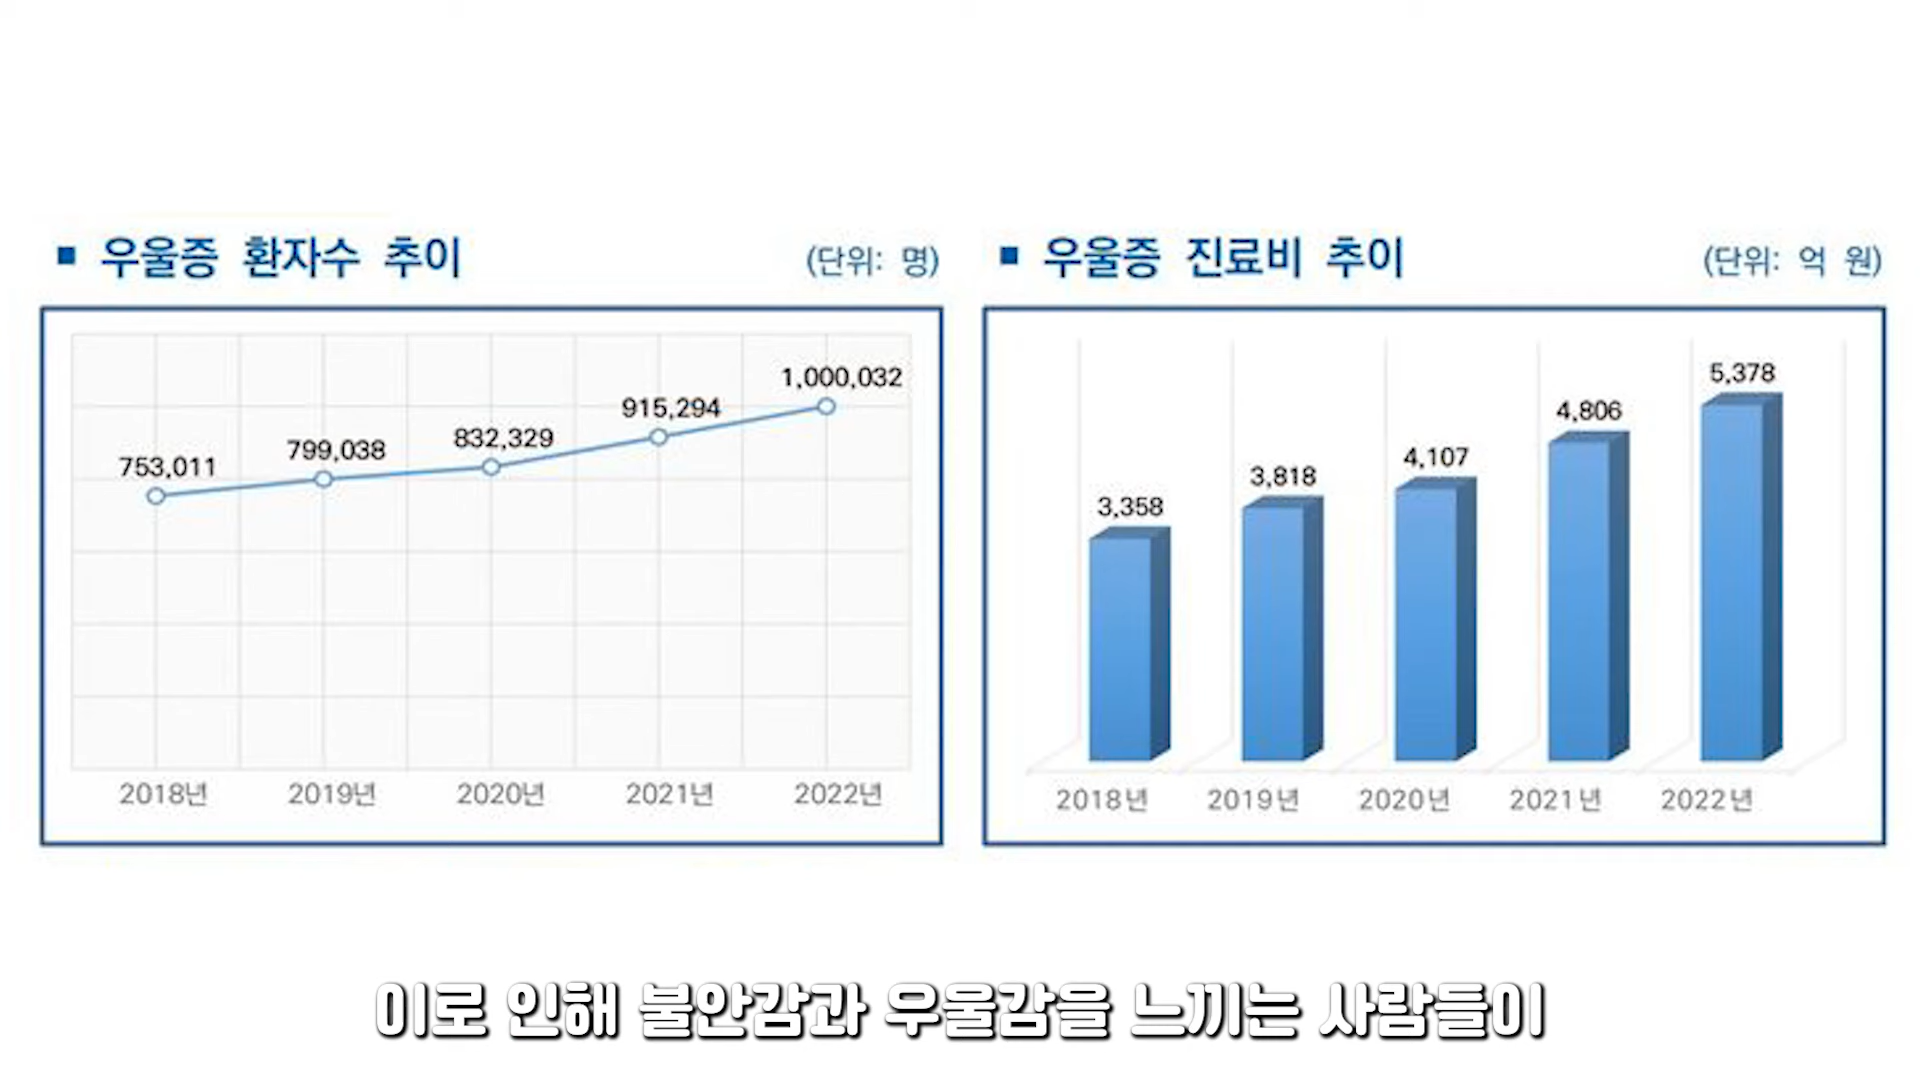 ■ 우울증 환자수 추이 (단위: 명)
1,000,032
915,294
832,329
799,038
753,011
2018년 2019년 2020년 2021년 2022년
■ 우울증 진료비 추이 (단위: 억 원)
5,378
4,806
4,107
3,818
3,358
2018년 2019년 2020년 2021년 2022년
이로 인해 불안감과 우울감을 느끼는 사람들이